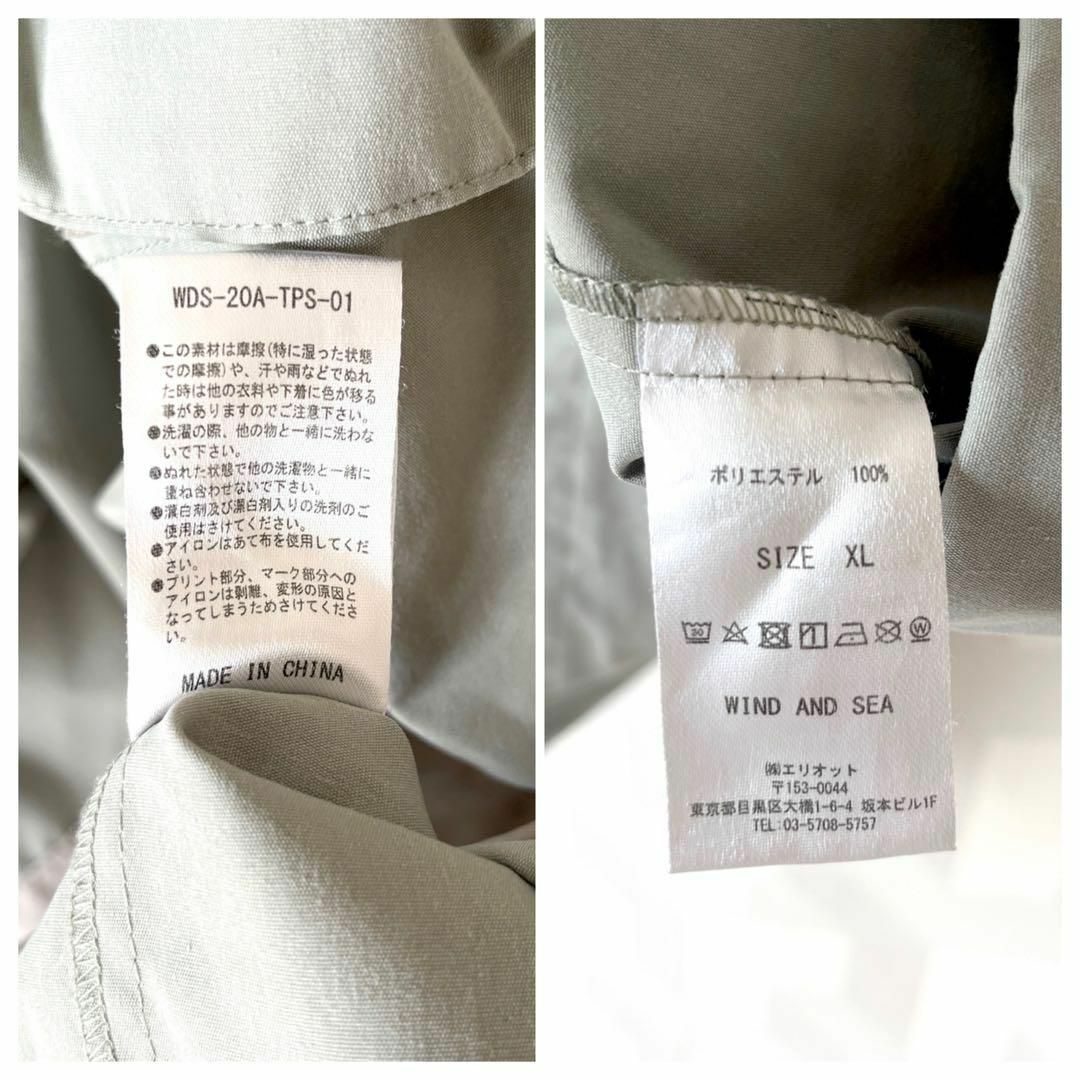 WDS-20A-TPS-01
●この素材は摩擦(特に湿った状態
での摩擦)や、汗や雨などでぬれ
た時は他の衣料や下着に色が移る
事がありますのでご注意下さい。
●洗濯の際、他の物と一緒に洗わな
いで下さい。
●ぬれた状態で他の洗濯物と一緒に
重ね合わせないで下さい。
●漂白剤及び漂白剤入りの洗剤のご
使用はさけてください。
●アイロンはあて布を使用してくだ
さい。
●プリント部分、マーク部分への
アイロンは剥離、変形の原因と
なってしまうためさけてくださ
い。
MADE IN CHINA
ポリエステル 100%
SIZE XL
30
W
WIND AND SEA
㈱エリオット
〒153-0044
東京都目黒区大橋1-6-4 坂本ビル1F
TEL:03-5708-5757